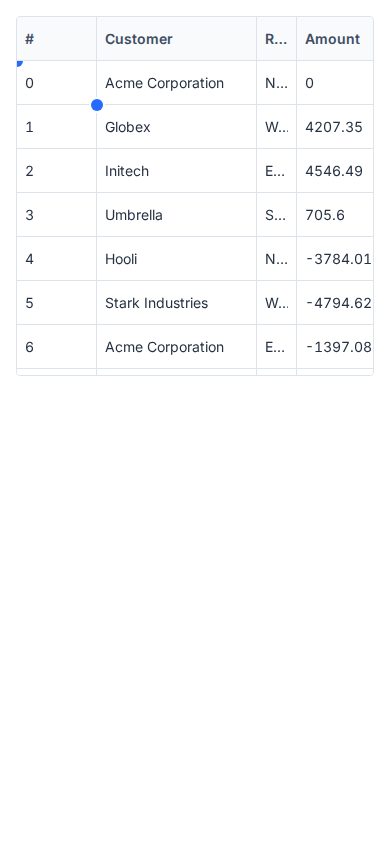 # Customer R... Amount
0 Acme Corporation N... 0
1 Globex W... 4207.35
2 Initech E... 4546.49
3 Umbrella S... 705.6
4 Hooli N... -3784.01
5 Stark Industries W... -4794.62
6 Acme Corporation E... -1397.08